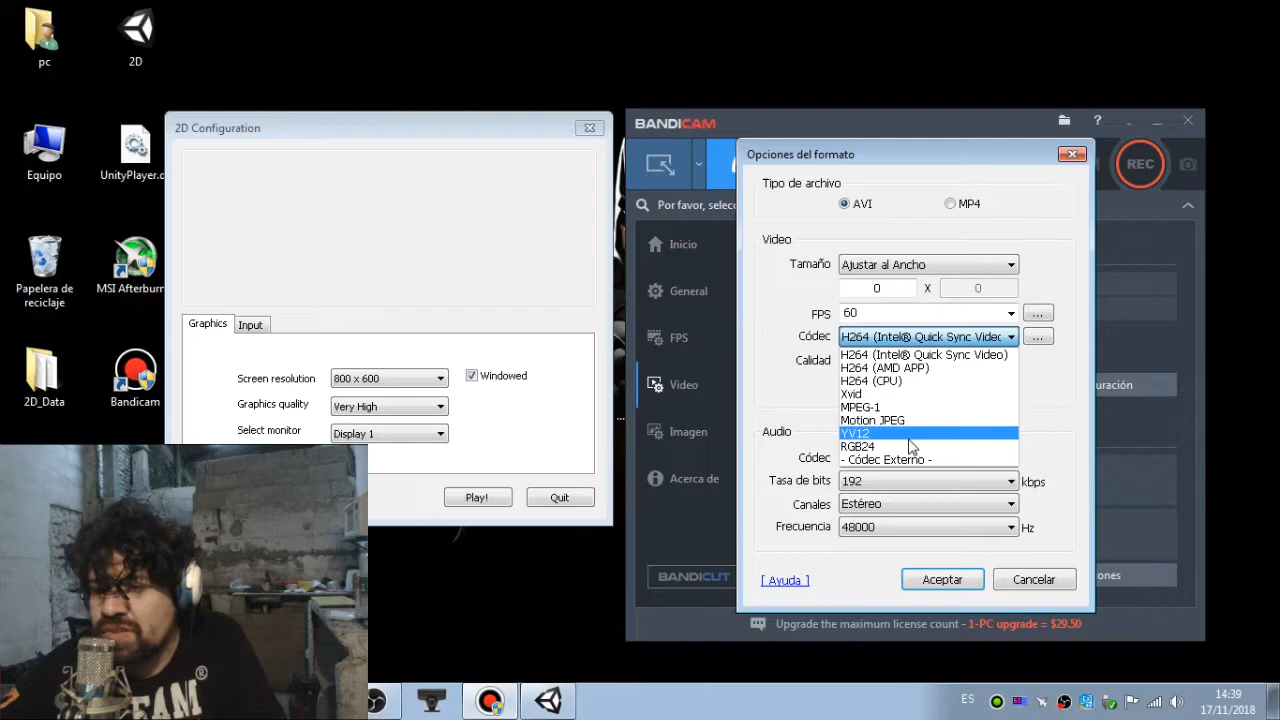 pc
2D
Equipo
UnityPlayer.d
Papelera de
reciclaje
MSI Afterburn
2D_Data
Bandicam
2D Configuration
Graphics
Input
Screen resolution
800 x 600
Windowed
Graphics quality
Very High
Select monitor
Display 1
Play!
Quit
BANDICAM
?
REC
Por favor, selec
Inicio
General
FPS
Video
Imagen
Acerca de
BANDICUT
uración
ones
Upgrade the maximum license count - 1-PC upgrade = $29.50
Opciones del formato
Tipo de archivo
AVI
MP4
Video
Tamaño
Ajustar al Ancho
0 X 0
FPS
60
...
Códec
H264 (Intel® Quick Sync Videc
...
Calidad
H264 (Intel® Quick Sync Video)
H264 (AMD APP)
H264 (CPU)
Xvid
MPEG-1
Motion JPEG
YV12
RGB24
- Códec Externo -
Audio
Códec
Tasa de bits
192
kbps
Canales
Estéreo
Frecuencia
48000
Hz
[ Ayuda ]
Aceptar
Cancelar
ES
14:39
17/11/2018